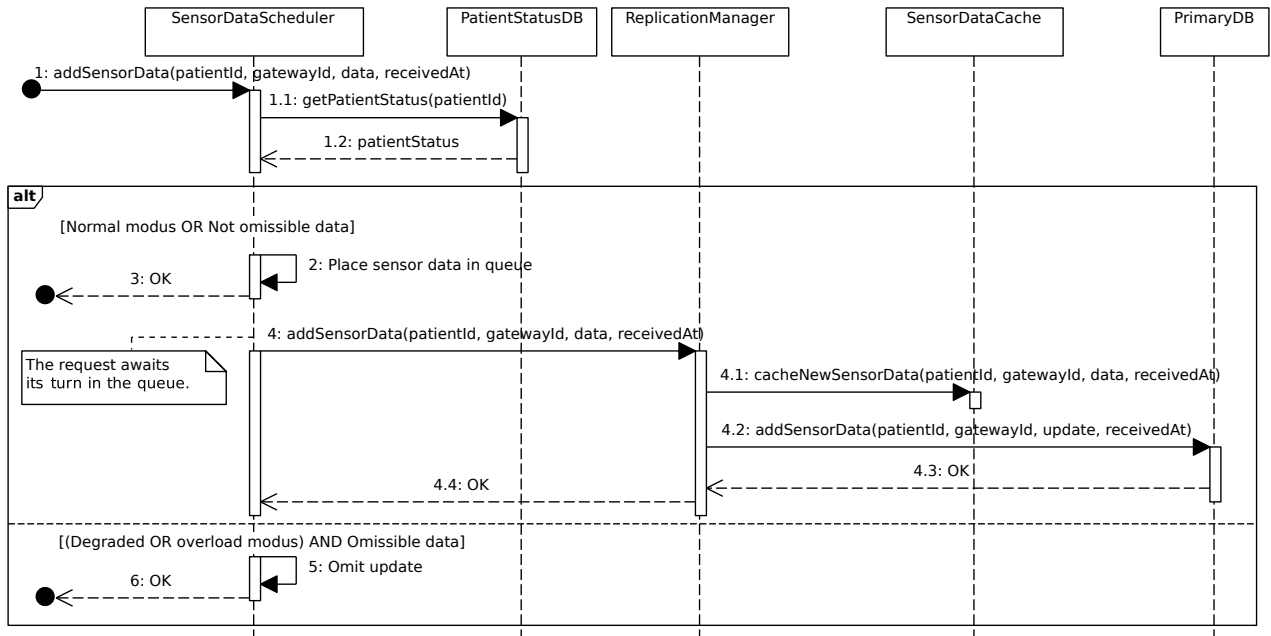 SensorDataScheduler
PatientStatusDB
ReplicationManager
SensorDataCache
PrimaryDB
1: addSensorData(patientId, gatewayId, data, receivedAt)
1.1: getPatientStatus(patientId)
1.2: patientStatus
alt
[Normal modus OR Not omissible data]
2: Place sensor data in queue
3: OK
4: addSensorData(patientId, gatewayId, data, receivedAt)
The request awaits
its turn in the queue.
4.1: cacheNewSensorData(patientId, gatewayId, data, receivedAt)
4.2: addSensorData(patientId, gatewayId, update, receivedAt)
4.3: OK
4.4: OK
[(Degraded OR overload modus) AND Omissible data]
5: Omit update
6: OK